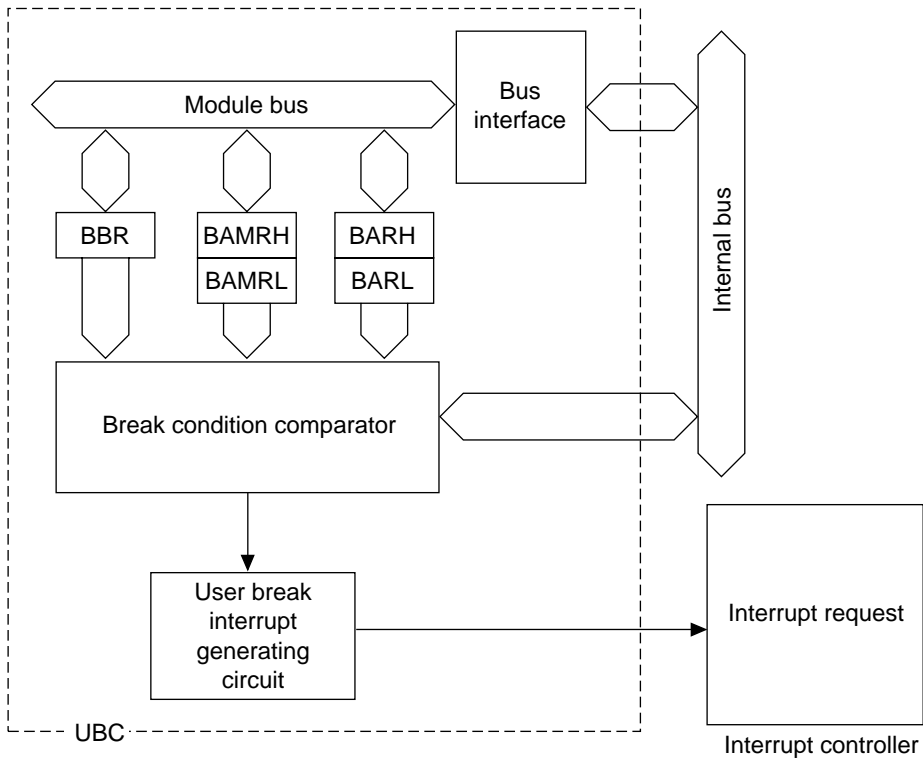 Bus
interface
Module bus
BBR
BAMRH
BARH
BAMRL
BARL
Internal bus
Break condition comparator
User break
interrupt
generating
circuit
Interrupt request
UBC
Interrupt controller